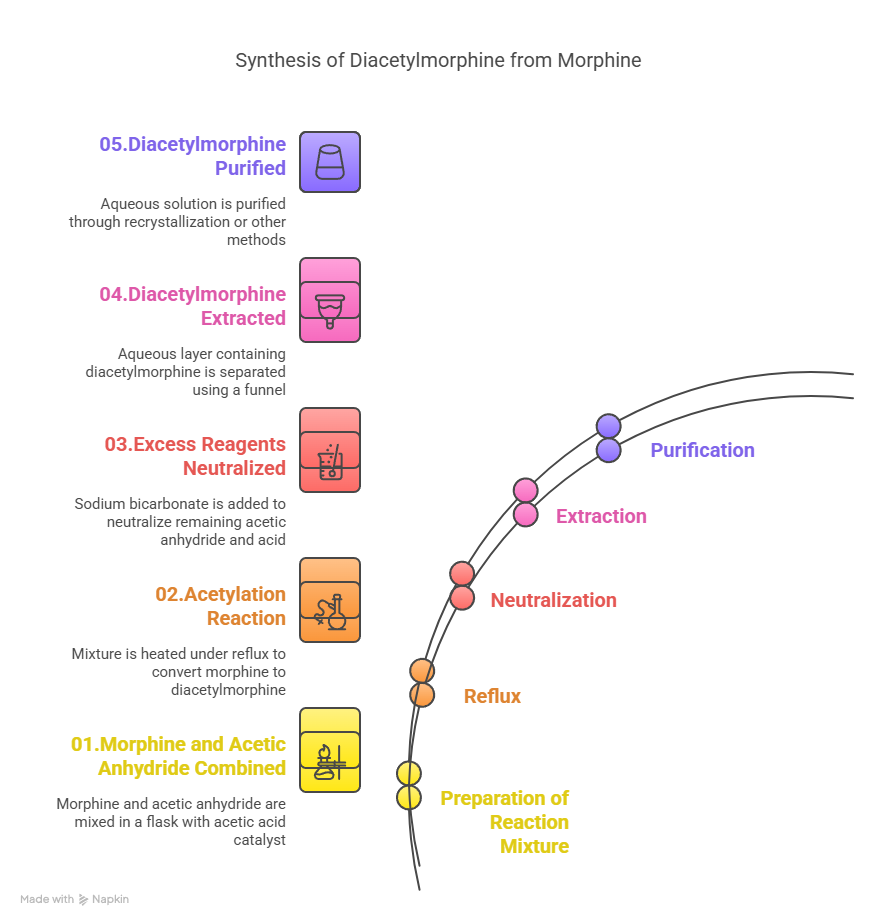 Synthesis of Diacetylmorphine from Morphine
05.Diacetylmorphine
Purified
Aqueous solution is purified
through recrystallization or other
methods
04.Diacetylmorphine
Extracted
Aqueous layer containing
diacetylmorphine is separated
using a funnel
03.Excess Reagents
Neutralized
Sodium bicarbonate is added to
neutralize remaining acetic
anhydride and acid
02.Acetylation
Reaction
Mixture is heated under reflux to
convert morphine to
diacetylmorphine
01.Morphine and Acetic
Anhydride Combined
Morphine and acetic anhydride are
mixed in a flask with acetic acid
catalyst
Purification
Extraction
Neutralization
Reflux
Preparation of
Reaction
Mixture
Made with Napkin